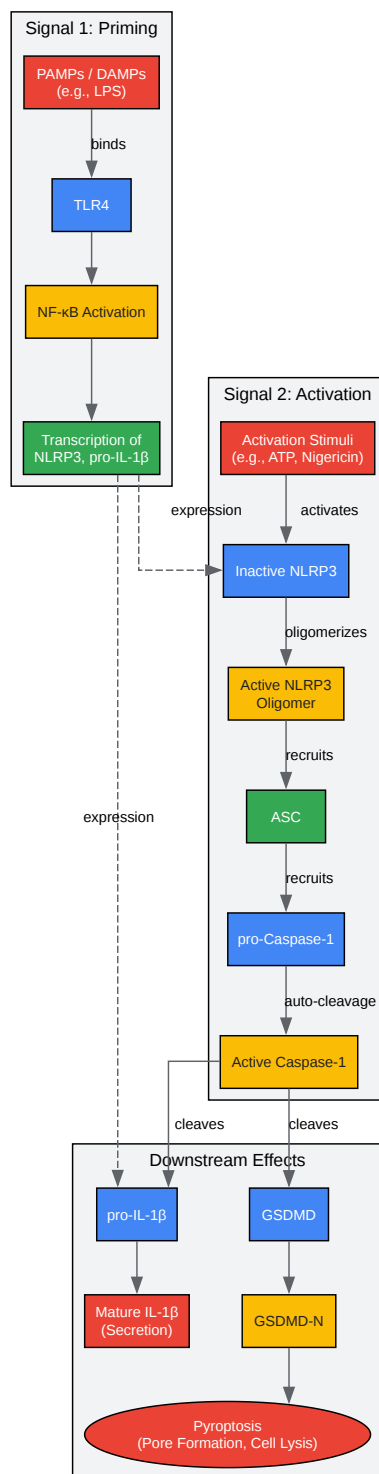 Signal 1: Priming
PAMPs / DAMPs
(e.g., LPS)
binds
TLR4
NF-κB Activation
Transcription of
NLRP3, pro-IL-1β
Signal 2: Activation
Activation Stimuli
(e.g., ATP, Nigericin)
expression
activates
Inactive NLRP3
oligomerizes
Active NLRP3
Oligomer
recruits
ASC
expression
recruits
pro-Caspase-1
auto-cleavage
Active Caspase-1
cleaves
cleaves
Downstream Effects
pro-IL-1β
GSDMD
Mature IL-1β
(Secretion)
GSDMD-N
Pyroptosis
(Pore Formation, Cell Lysis)